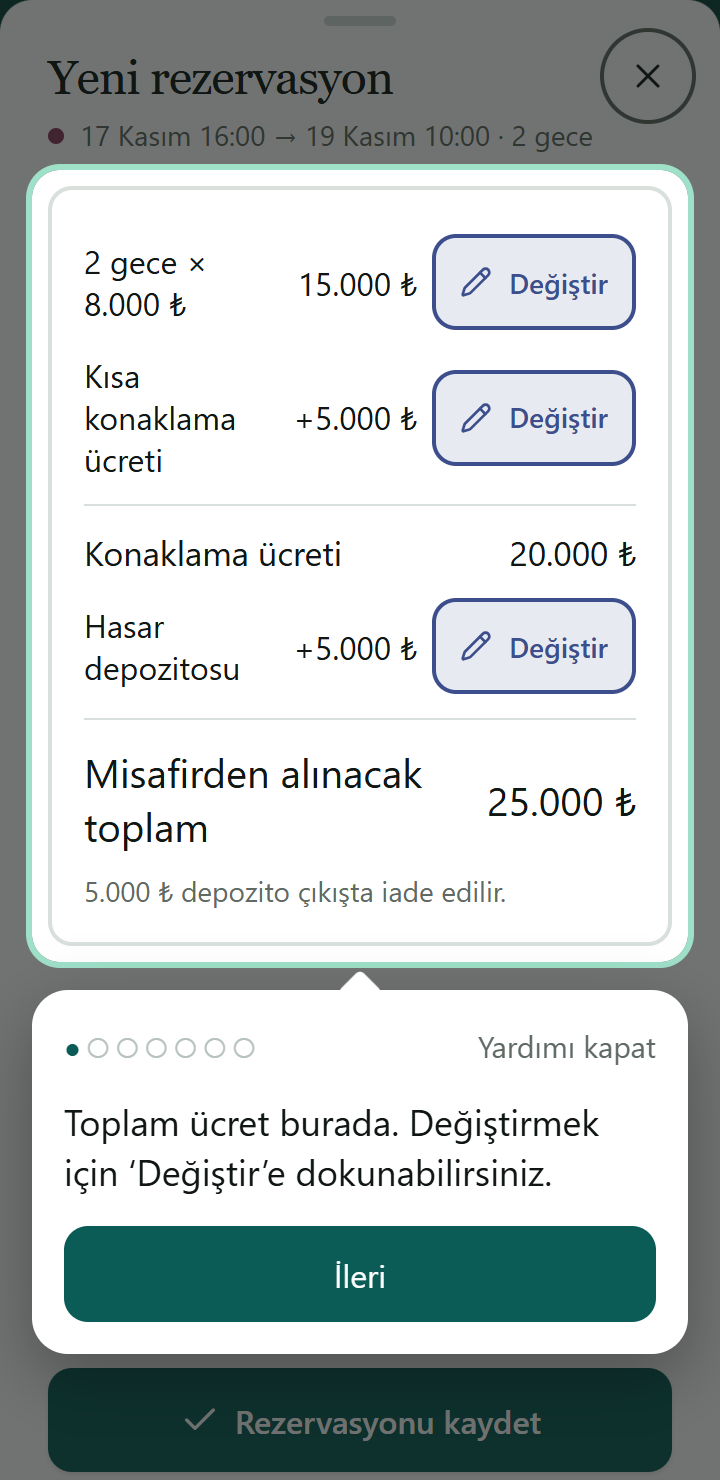 Yeni rezervasyon
17 Kasım 16:00 → 19 Kasım 10:00 · 2 gece
2 gece ×
8.000 ₺
15.000 ₺
Değiştir
Kısa
konaklama
ücreti
+5.000 ₺
Değiştir
Konaklama ücreti
20.000 ₺
Hasar
depozitosu
+5.000 ₺
Değiştir
Misafirden alınacak
toplam
25.000 ₺
5.000 ₺ depozito çıkışta iade edilir.
Yardımı kapat
Toplam ücret burada. Değiştirmek
için ‘Değiştir’e dokunabilirsiniz.
İleri
Rezervasyonu kaydet